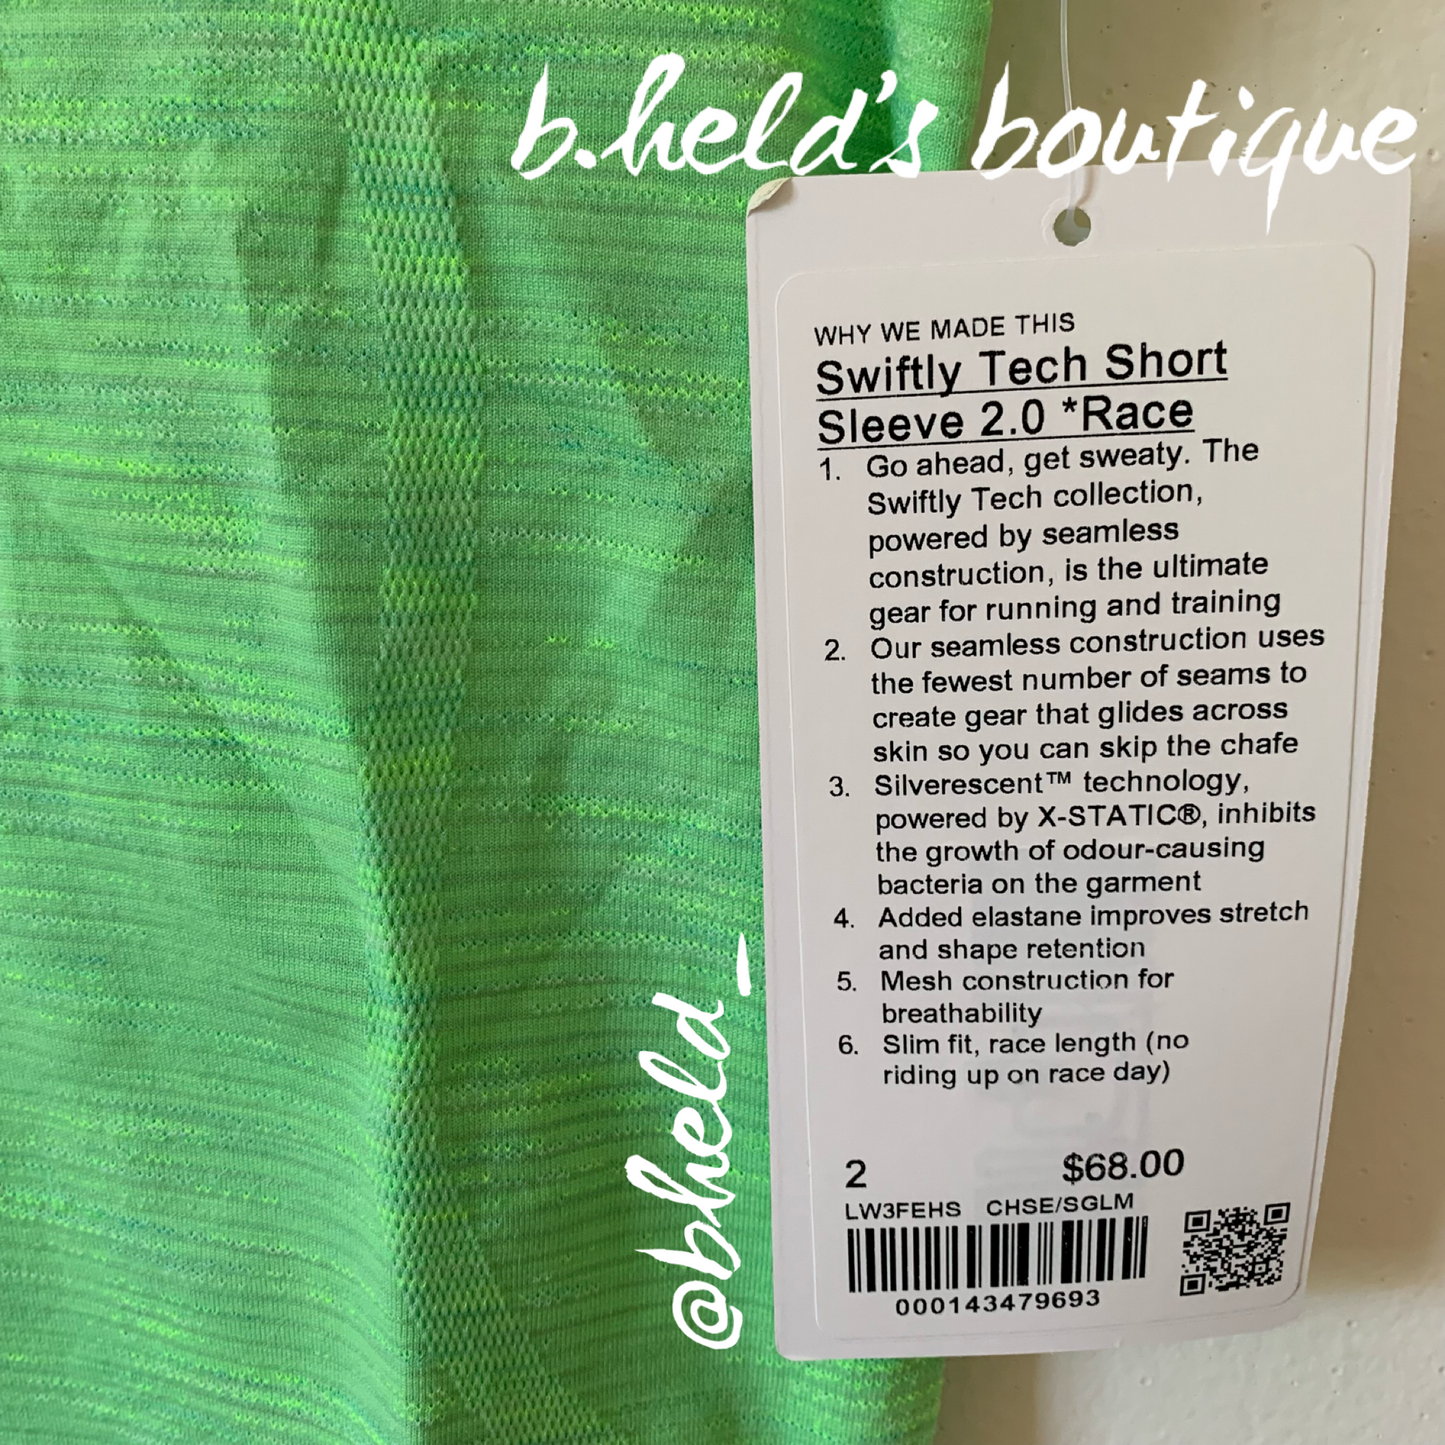 b.held's boutique
WHY WE MADE THIS
Swiftly Tech Short
Sleeve 2.0 *Race
1. Go ahead, get sweaty. The
Swiftly Tech collection,
powered by seamless
construction, is the ultimate
gear for running and training
2. Our seamless construction uses
the fewest number of seams to
create gear that glides across
skin so you can skip the chafe
3. Silverescent™ technology,
powered by X-STATIC®, inhibits
the growth of odour-causing
bacteria on the garment
4. Added elastane improves stretch
and shape retention
5. Mesh construction for
breathability
6. Slim fit, race length (no
riding up on race day)
2 $68.00
LW3FEHS CHSE/SGLM
000143479693
@bheld_